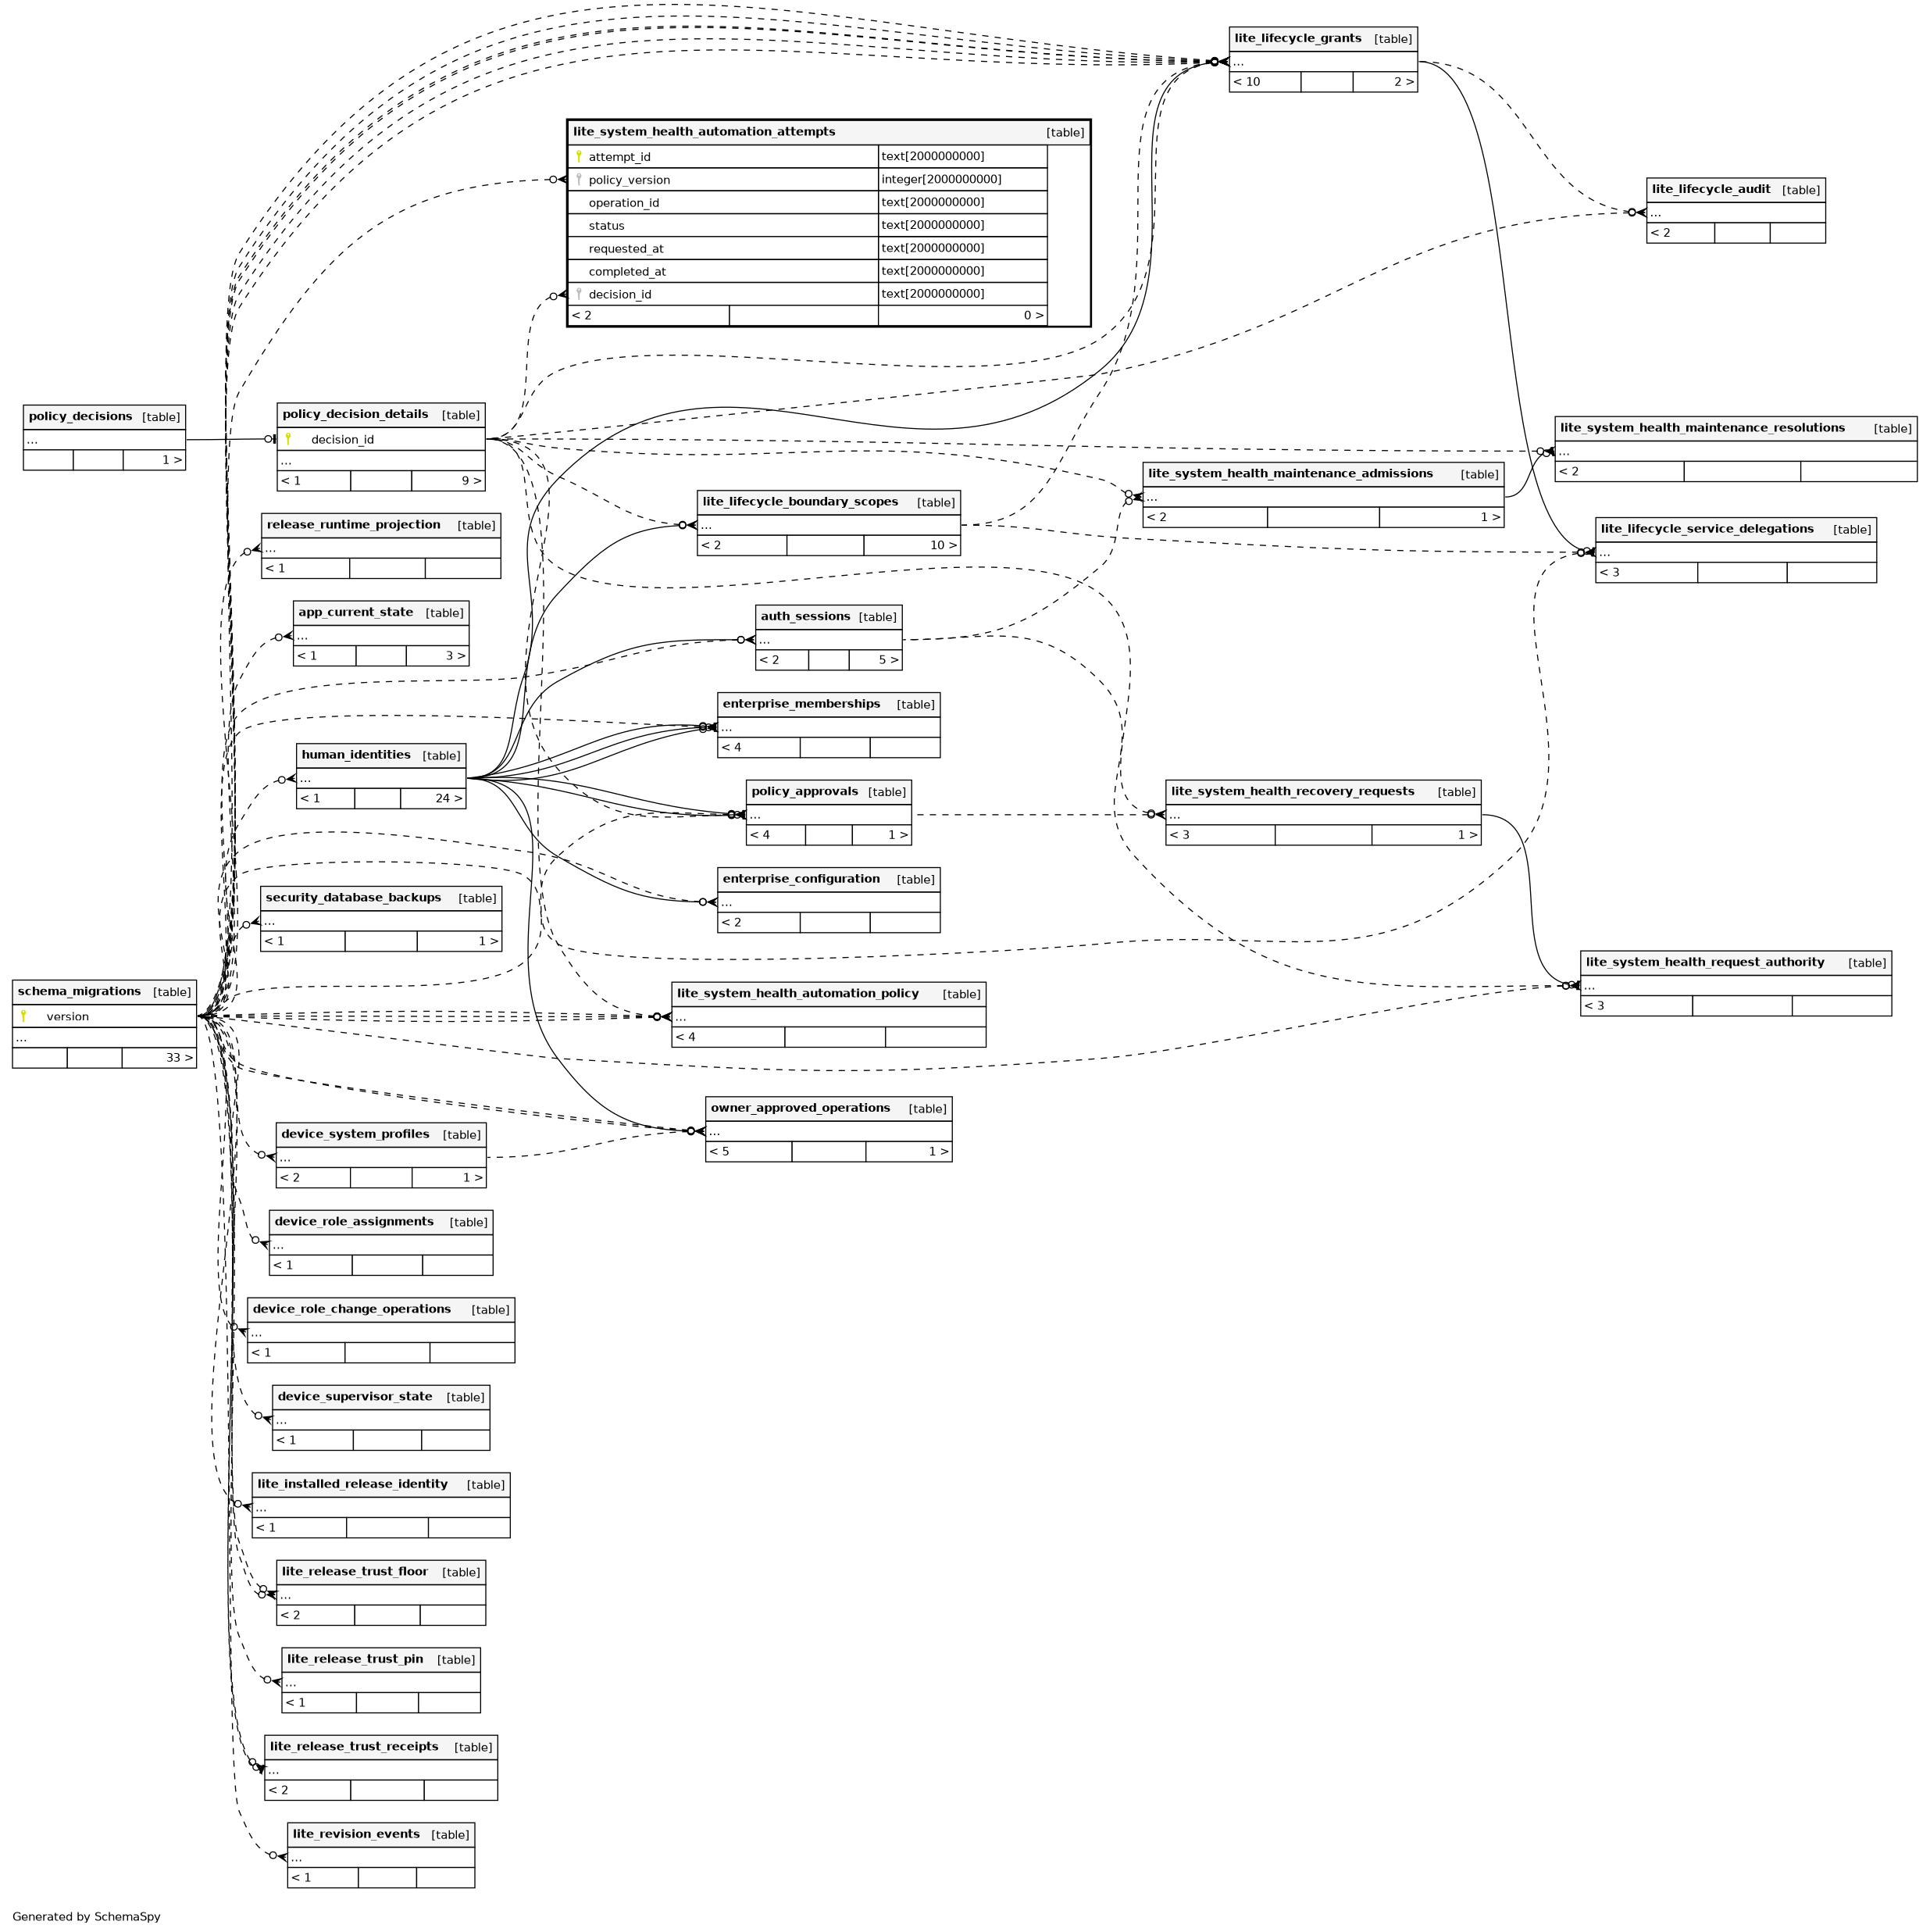 lite_lifecycle_grants [table]
...
< 10 2 >
lite_system_health_automation_attempts [table]
attempt_id text[2000000000]
policy_version integer[2000000000]
operation_id text[2000000000]
status text[2000000000]
requested_at text[2000000000]
completed_at text[2000000000]
decision_id text[2000000000]
< 2 0 >
lite_lifecycle_audit [table]
...
< 2
policy_decisions [table]
...
1 >
policy_decision_details [table]
decision_id
...
< 1 9 >
lite_system_health_maintenance_resolutions [table]
...
< 2
lite_system_health_maintenance_admissions [table]
...
< 2 1 >
lite_lifecycle_boundary_scopes [table]
...
< 2 10 >
release_runtime_projection [table]
...
< 1
lite_lifecycle_service_delegations [table]
...
< 3
app_current_state [table]
...
< 1 3 >
auth_sessions [table]
...
< 2 5 >
enterprise_memberships [table]
...
< 4
human_identities [table]
...
< 1 24 >
policy_approvals [table]
...
< 4 1 >
lite_system_health_recovery_requests [table]
...
< 3 1 >
enterprise_configuration [table]
...
< 2
security_database_backups [table]
...
< 1 1 >
lite_system_health_request_authority [table]
...
< 3
schema_migrations [table]
version
...
33 >
lite_system_health_automation_policy [table]
...
< 4
owner_approved_operations [table]
...
< 5 1 >
device_system_profiles [table]
...
< 2 1 >
device_role_assignments [table]
...
< 1
device_role_change_operations [table]
...
< 1
device_supervisor_state [table]
...
< 1
lite_installed_release_identity [table]
...
< 1
lite_release_trust_floor [table]
...
< 2
lite_release_trust_pin [table]
...
< 1
lite_release_trust_receipts [table]
...
< 2
lite_revision_events [table]
...
< 1
Generated by SchemaSpy